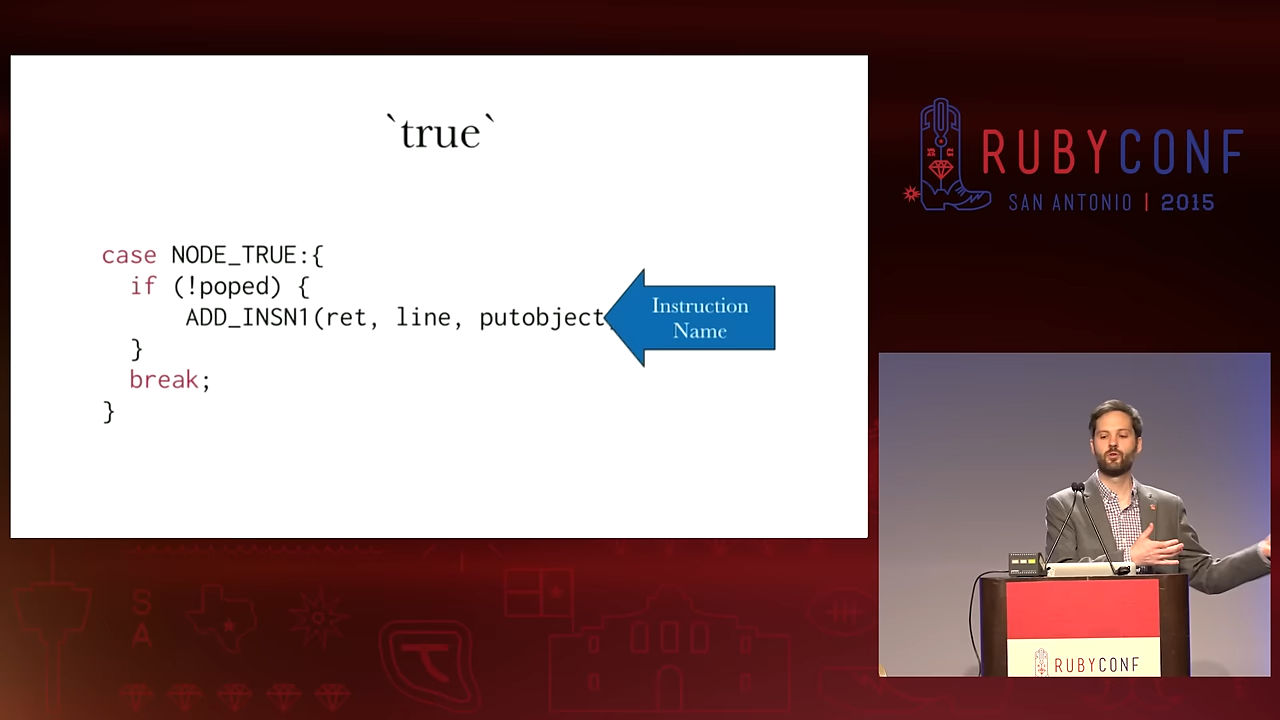 `true`
case NODE_TRUE:{
if (!poped) {
ADD_INSN1(ret, line, putobject
}
break;
}
Instruction
Name
RUBYCONF
SAN ANTONIO | 2015
S
A
RUBYCONF